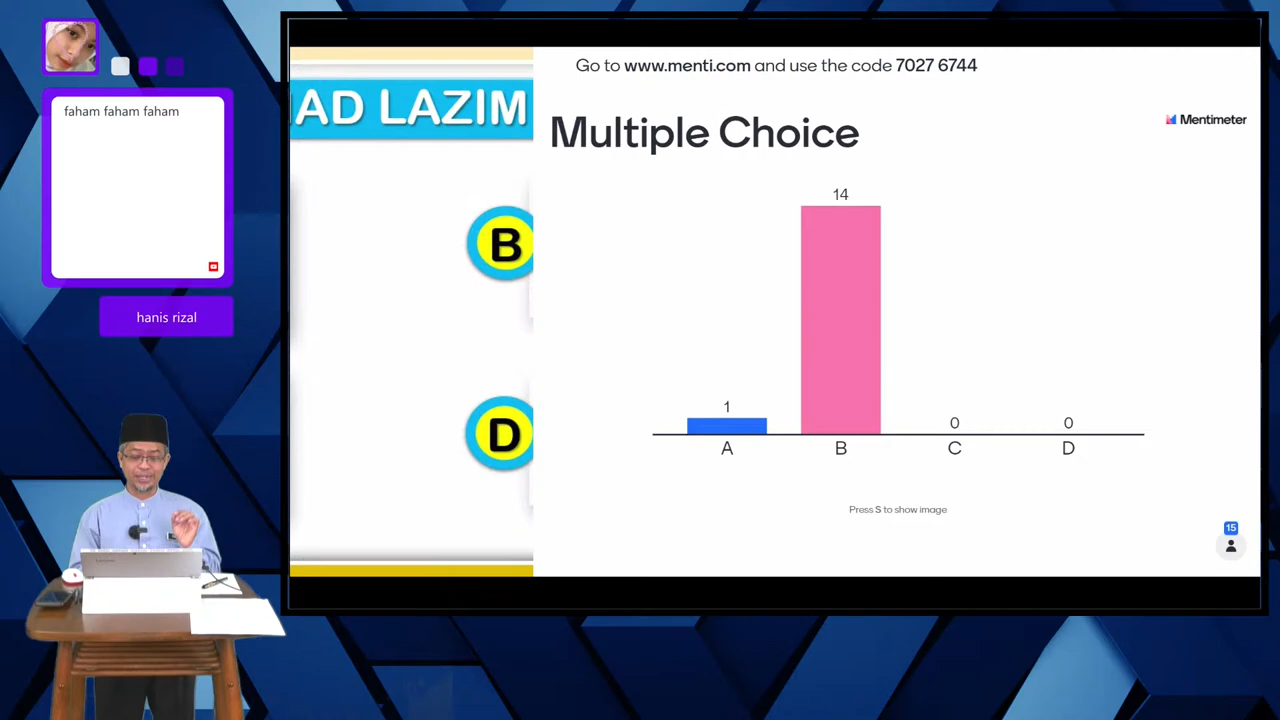 faham faham faham
hanis rizal
AD LAZIM
B
D
Go to www.menti.com and use the code 7027 6744
Multiple Choice
Mentimeter
14
1
0
0
A
B
C
D
Press S to show image
15